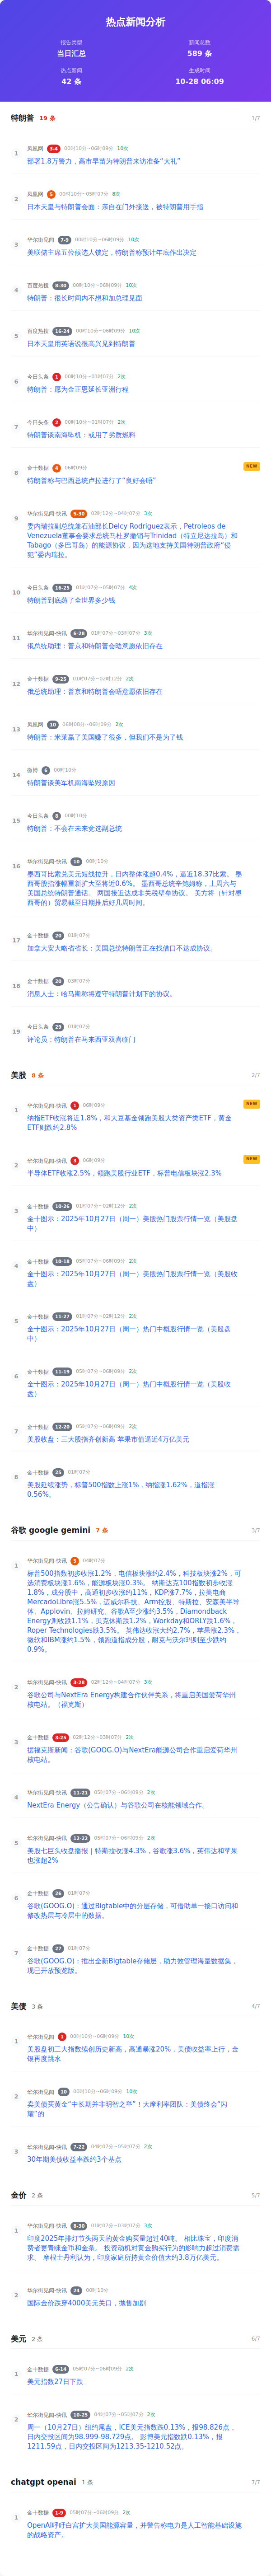 热点新闻分析
报告类型
当日汇总
新闻总数
589 条
热点新闻
42 条
生成时间
10-28 06:09
特朗普 19 条 1/7
1 凤凰网 3-4 00时10分~06时09分 10次
部署1.8万警力，高市早苗为特朗普来访准备“大礼”
2 凤凰网 5 00时10分~05时07分 8次
日本天皇与特朗普会面：亲自在门外接送，被特朗普用手指
3 华尔街见闻 7-9 00时10分~06时09分 10次
美联储主席五位候选人锁定，特朗普称预计年底作出决定
4 百度热搜 8-30 00时10分~06时09分 10次
特朗普：很长时间内不想和加总理见面
5 百度热搜 16-24 00时10分~06时09分 10次
日本天皇用英语说很高兴见到特朗普
6 今日头条 1 00时10分~01时07分 2次
特朗普：愿为金正恩延长亚洲行程
7 今日头条 2 00时10分~01时07分 2次
特朗普谈南海坠机：或用了劣质燃料
8 金十数据 4 06时09分 NEW
特朗普称与巴西总统卢拉进行了“良好会晤”
9 华尔街见闻-快讯 5-30 02时12分~04时07分 3次
委内瑞拉副总统兼石油部长Delcy Rodriguez表示，Petroleos de
Venezuela董事会要求总统马杜罗撤销与Trinidad（特立尼达岛）和
Tobago（多巴哥岛）的能源协议，因为这地支持美国特朗普政府“侵
犯”委内瑞拉。
10 今日头条 16-25 01时07分~05时07分 4次
特朗普到底薅了全世界多少钱
11 华尔街见闻-快讯 6-28 01时07分~03时07分 3次
俄总统助理：普京和特朗普会晤意愿依旧存在
12 金十数据 9-25 01时07分~02时12分 2次
俄总统助理：普京和特朗普会晤意愿依旧存在
13 凤凰网 10 06时08分~06时09分 2次
特朗普：米莱赢了美国赚了很多，但我们不是为了钱
14 微博 6 00时10分
特朗普谈美军机南海坠毁原因
15 今日头条 8 00时10分
特朗普：不会在未来竞选副总统
16 华尔街见闻-快讯 10 00时10分
墨西哥比索兑美元短线拉升，日内整体涨超0.4%，逼近18.37比索。 墨
西哥股指涨幅重新扩大至将近0.6%。 墨西哥总统辛鲍姆称，上周六与
美国总统特朗普通话。 两国接近达成非关税壁垒协议。 美方将（针对墨
西哥的）贸易截至日期推后好几周时间。
17 金十数据 20 01时07分
加拿大安大略省省长：美国总统特朗普正在找借口不达成协议。
18 金十数据 20 03时07分
消息人士：哈马斯称将遵守特朗普计划下的协议。
19 今日头条 29 01时07分
评论员：特朗普在马来西亚双喜临门
美股 8 条 2/7
1 华尔街见闻-快讯 1 06时09分 NEW
纳指ETF收涨将近1.8%，和大豆基金领跑美股大类资产类ETF，黄金
ETF则跌约2.8%
2 华尔街见闻-快讯 3 06时09分 NEW
半导体ETF收涨2.5%，领跑美股行业ETF，标普电信板块涨2.3%
3 金十数据 10-26 01时07分~02时12分 2次
金十图示：2025年10月27日（周一）美股热门股票行情一览（美股盘
中）
4 金十数据 10-18 05时07分~06时09分 2次
金十图示：2025年10月27日（周一）美股热门股票行情一览（美股收
盘）
5 金十数据 11-27 01时07分~02时12分 2次
金十图示：2025年10月27日（周一）热门中概股行情一览（美股盘
中）
6 金十数据 11-19 05时07分~06时09分 2次
金十图示：2025年10月27日（周一）热门中概股行情一览（美股收
盘）
7 金十数据 12-20 05时07分~06时09分 2次
美股收盘：三大股指齐创新高 苹果市值逼近4万亿美元
8 金十数据 25 01时07分
美股延续涨势，标普500指数上涨1%，纳指涨1.62%，道指涨
0.56%。
谷歌 google gemini 7 条 3/7
1 华尔街见闻-快讯 5 04时07分
标普500指数初步收涨1.2%，电信板块涨约2.4%，科技板块涨2%，可
选消费板块涨1.6%，能源板块涨0.3%。 纳斯达克100指数初步收涨
1.8%，成分股中，高通初步收涨约11%，KDP涨7.7%，拉美电商
MercadoLibre涨5.5%，迈威尔科技、Arm控股、特斯拉、安森美半导
体、Applovin、拉姆研究、谷歌A至少涨约3.5%，Diamondback
Energy则收跌1.1%，贝克休斯跌1.2%，Workday和ORLY跌1.6%，
Roper Technologies跌3.5%。 英伟达收涨大约2.7%，苹果涨2.3%，
微软和IBM涨约1.5%，领跑道指成分股，耐克与沃尔玛则至少跌约
0.9%。
2 华尔街见闻-快讯 3-28 02时12分~04时07分 3次
谷歌公司与NextEra Energy构建合作伙伴关系，将重启美国爱荷华州
核电站。（福克斯）
3 金十数据 3-25 02时12分~03时07分 2次
据福克斯新闻：谷歌(GOOG.O)与NextEra能源公司合作重启爱荷华州
核电站。
4 华尔街见闻-快讯 11-21 05时07分~06时09分 2次
NextEra Energy（公告确认）与谷歌公司在核能领域合作。
5 华尔街见闻-快讯 12-22 05时07分~06时09分 2次
美股七巨头收盘播报｜特斯拉收涨4.3%，谷歌涨3.6%，英伟达和苹果
也涨超2%
6 金十数据 26 01时07分
谷歌(GOOG.O)：通过Bigtable中的分层存储，可借助单一接口访问和
修改热层与冷层中的数据。
7 金十数据 27 01时07分
谷歌(GOOG.O)：推出全新Bigtable存储层，助力效管理海量数据集，
现已开放预览版。
美债 3 条 4/7
1 华尔街见闻 1 00时10分~06时09分 10次
美股盘初三大指数续创历史新高，高通暴涨20%，美债收益率上行，金
银再度跳水
2 华尔街见闻 10 00时10分~06时09分 10次
卖美债买黄金“中长期并非明智之举”！大摩利率团队：美债终会“闪
耀”的
3 华尔街见闻-快讯 7-22 04时07分~05时07分 2次
30年期美债收益率跌约3个基点
金价 2 条 5/7
1 华尔街见闻-快讯 8-30 01时07分~03时07分 3次
印度2025年排灯节头两天的黄金购买量超过40吨。 相比珠宝，印度消
费者更青睐金币和金条。 投资动机对黄金购买行为的影响力超过消费需
求。 摩根士丹利认为，印度家庭所持黄金价值大约3.8万亿美元。
2 华尔街见闻-快讯 24 00时10分
国际金价跌穿4000美元关口，抛售加剧
美元 2 条 6/7
1 金十数据 6-14 05时07分~06时09分 2次
美元指数27日下跌
2 华尔街见闻-快讯 10-25 04时07分~05时07分 2次
周一（10月27日）纽约尾盘，ICE美元指数跌0.13%，报98.826点，
日内交投区间为98.999-98.729点。 彭博美元指数跌0.13%，报
1211.59点，日内交投区间为1213.35-1210.52点。
chatgpt openai 1 条 7/7
1 金十数据 1-9 05时07分~06时09分 2次
OpenAI呼吁白宫扩大美国能源容量，并警告称电力是人工智能基础设施
的战略资产。